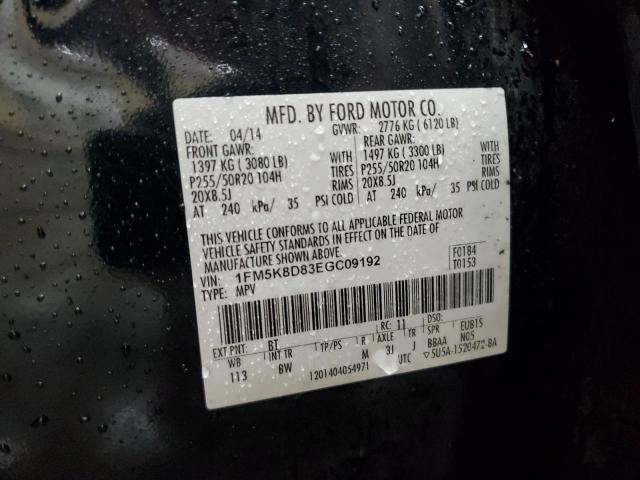 MFD. BY FORD MOTOR CO.
DATE: 04/14 GVWR: 2776 KG ( 6120 LB)
FRONT GAWR: REAR GAWR:
1397 KG ( 3080 LB) WITH 1497 KG ( 3300 LB) WITH
P255/50R20 104H TIRES P255/50R20 104H TIRES
20X8.5J RIMS 20X8.5J RIMS
AT 240 kPa/ 35 PSI COLD AT 240 kPa/ 35 PSI COLD
THIS VEHICLE CONFORMS TO ALL APPLICABLE FEDERAL MOTOR
VEHICLE SAFETY STANDARDS IN EFFECT ON THE DATE OF
MANUFACTURE SHOWN ABOVE.
VIN: 1FM5K8D83EGC09192 F0184
TYPE: MPV T0153
EXT PNT: BT RC: 11 DSO:
WB INT TR TP/PS R AXLE TR SPR EUB15
113 BW M 3J J BBAA N05
1201404054971 UTC ▽5U5A-1520472-BA